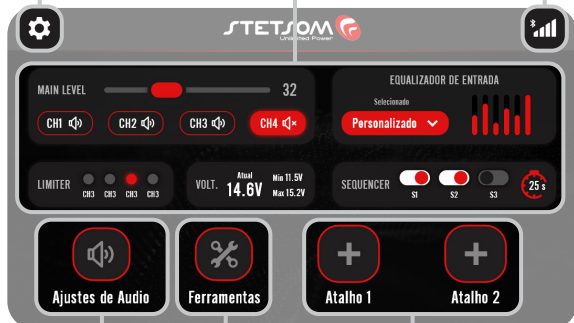 STETSOM
Unlimited Power
MAIN LEVEL 32
CH1 CH2 CH3 CH4
EQUALIZADOR DE ENTRADA
Selecionado
Personalizado
LIMITER
CH3 CH3 CH3 CH3
VOLT. Atual 14.6V Min 11.5V Max 15.2V
SEQUENCER S1 S2 S3 25 s
Ajustes de Audio
Ferramentas
Atalho 1
Atalho 2